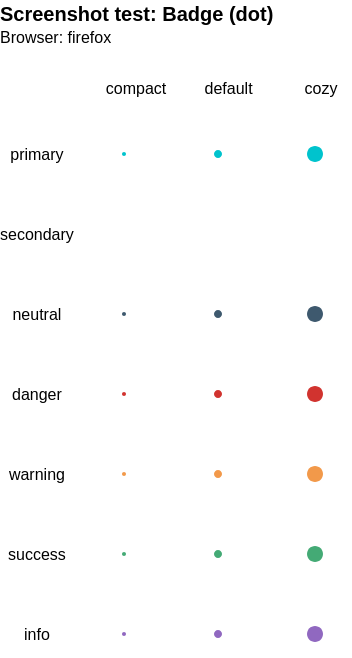 Screenshot test: Badge (dot)
Browser: firefox
compact default cozy
primary
secondary
neutral
danger
warning
success
info